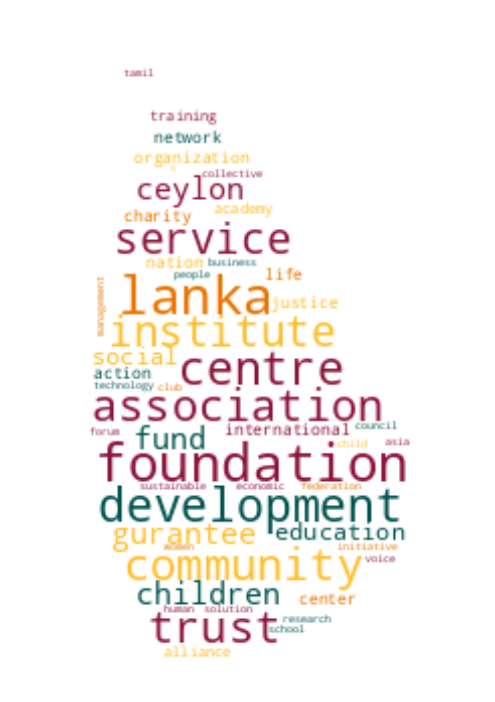 tamil
training
network
organization
s
collective
ceylon
academy
charity
service
nation business
people life
management
lanka justice
institute
social
centre
action
technology club
association
forum fund international council
child asia
foundation
sustainable economic federation
development
gurantee education
women initiative
community voice
children center
human solution
trust research
school
alliance